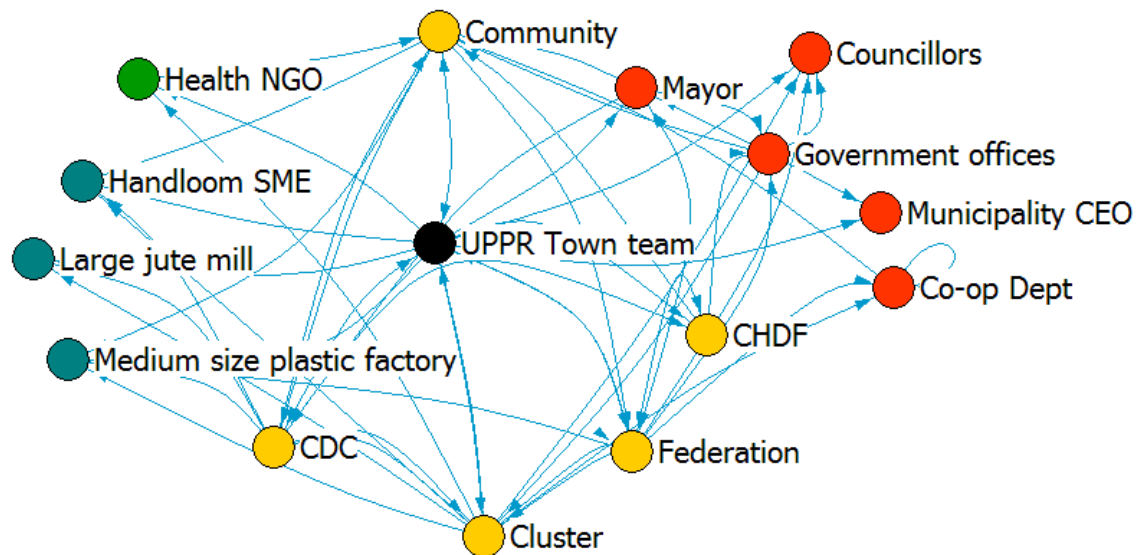 Community
Councillors
Health NGO
Mayor
Government offices
Handloom SME
Municipality CEO
UPPR Town team
Large jute mill
Co-op Dept
CHDF
Medium size plastic factory
CDC
Federation
Cluster